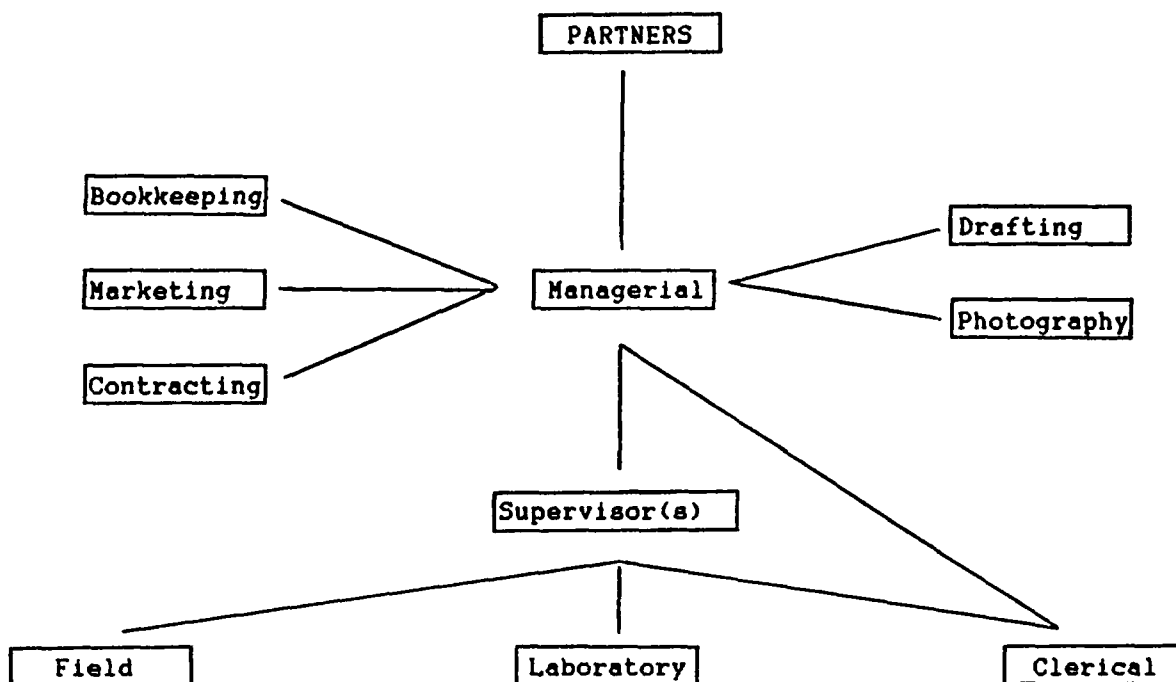 PARTNERS
Bookkeeping
Drafting
Marketing
Managerial
Photography
Contracting
Supervisor(s)
Field
Laboratory
Clerical